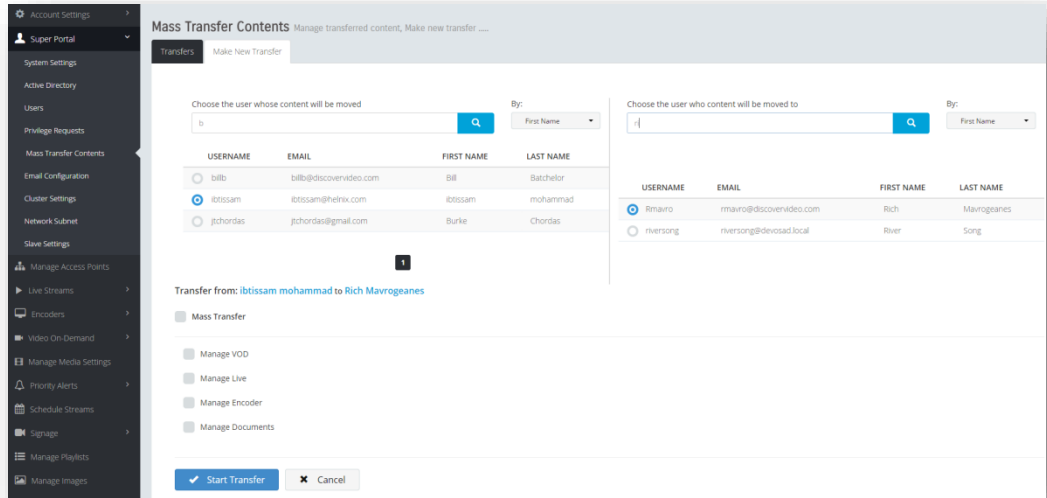 Account Settings
Super Portal
System Settings
Active Directory
Users
Privilege Requests
Mass Transfer Contents
Email Configuration
Cluster Settings
Network Subnet
Slave Settings
Manage Access Points
Live Streams
Encoders
Video On-Demand
Manage Media Settings
Priority Alerts
Schedule Streams
Signage
Manage Playlists
Manage Images
Mass Transfer Contents Manage transferred content, Make new transfer .....
Transfers Make New Transfer
Choose the user whose content will be moved By:
b First Name
USERNAME EMAIL FIRST NAME LAST NAME
billb billb@discovervideo.com Bill Batchelor
ibtissam ibtissam@helnix.com ibtissam mohammad
jtchordas jtchordas@gmail.com Burke Chordas
1
Choose the user who content will be moved to By:
First Name
USERNAME EMAIL FIRST NAME LAST NAME
Rmavro rmavro@discovervideo.com Rich Mavrogeanes
riversong riversong@devosad.local River Song
Transfer from: ibtissam mohammad to Rich Mavrogeanes
Mass Transfer
Manage VOD
Manage Live
Manage Encoder
Manage Documents
Start Transfer Cancel